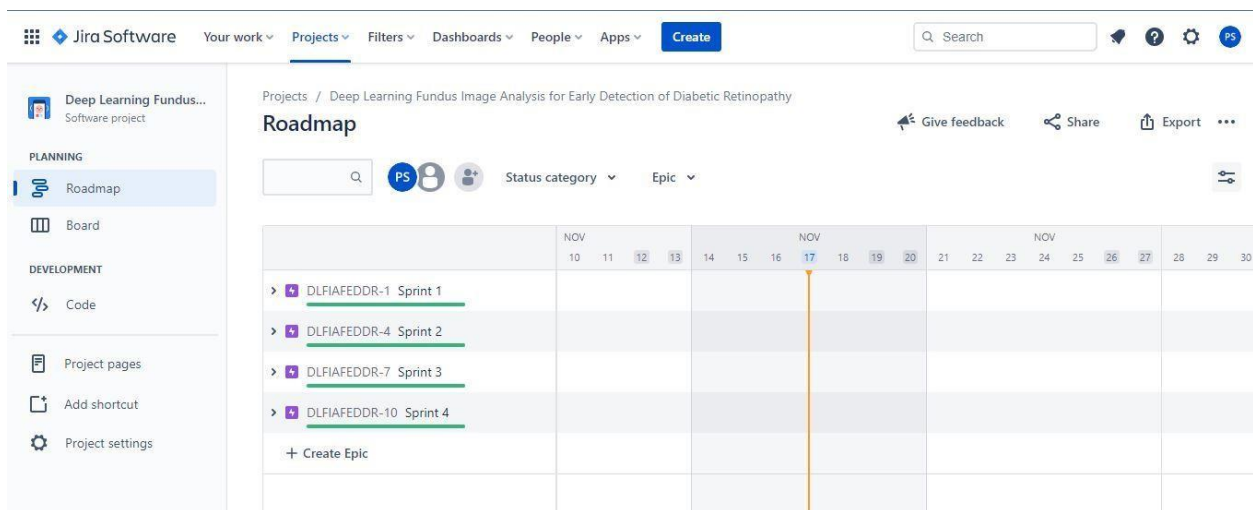 Jira Software Your work Projects Filters Dashboards People Apps Create Search PS
Deep Learning Fundus...
Software project
PLANNING
Roadmap
Board
DEVELOPMENT
Code
Project pages
Add shortcut
Project settings
Projects / Deep Learning Fundus Image Analysis for Early Detection of Diabetic Retinopathy
Roadmap
Give feedback Share Export
PS Status category Epic
NOV NOV NOV
10 11 12 13 14 15 16 17 18 19 20 21 22 23 24 25 26 27 28 29 30
DLFIAFEDDR-1 Sprint 1
DLFIAFEDDR-4 Sprint 2
DLFIAFEDDR-7 Sprint 3
DLFIAFEDDR-10 Sprint 4
+ Create Epic